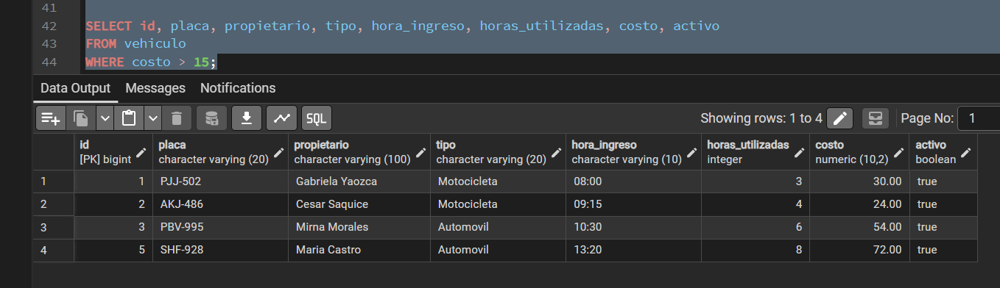 41
42 SELECT id, placa, propietario, tipo, hora_ingreso, horas_utilizadas, costo, activo
43 FROM vehiculo
44 WHERE costo > 15;
Data Output Messages Notifications
SQL Showing rows: 1 to 4 Page No: 1
id placa propietario tipo hora_ingreso horas_utilizadas costo activo
[PK] bigint character varying (20) character varying (100) character varying (20) character varying (10) integer numeric (10,2) boolean
1 1 PJJ-502 Gabriela Yaozca Motocicleta 08:00 3 30.00 true
2 2 AKJ-486 Cesar Saquice Motocicleta 09:15 4 24.00 true
3 3 PBV-995 Mirna Morales Automovil 10:30 6 54.00 true
4 5 SHF-928 Maria Castro Automovil 13:20 8 72.00 true